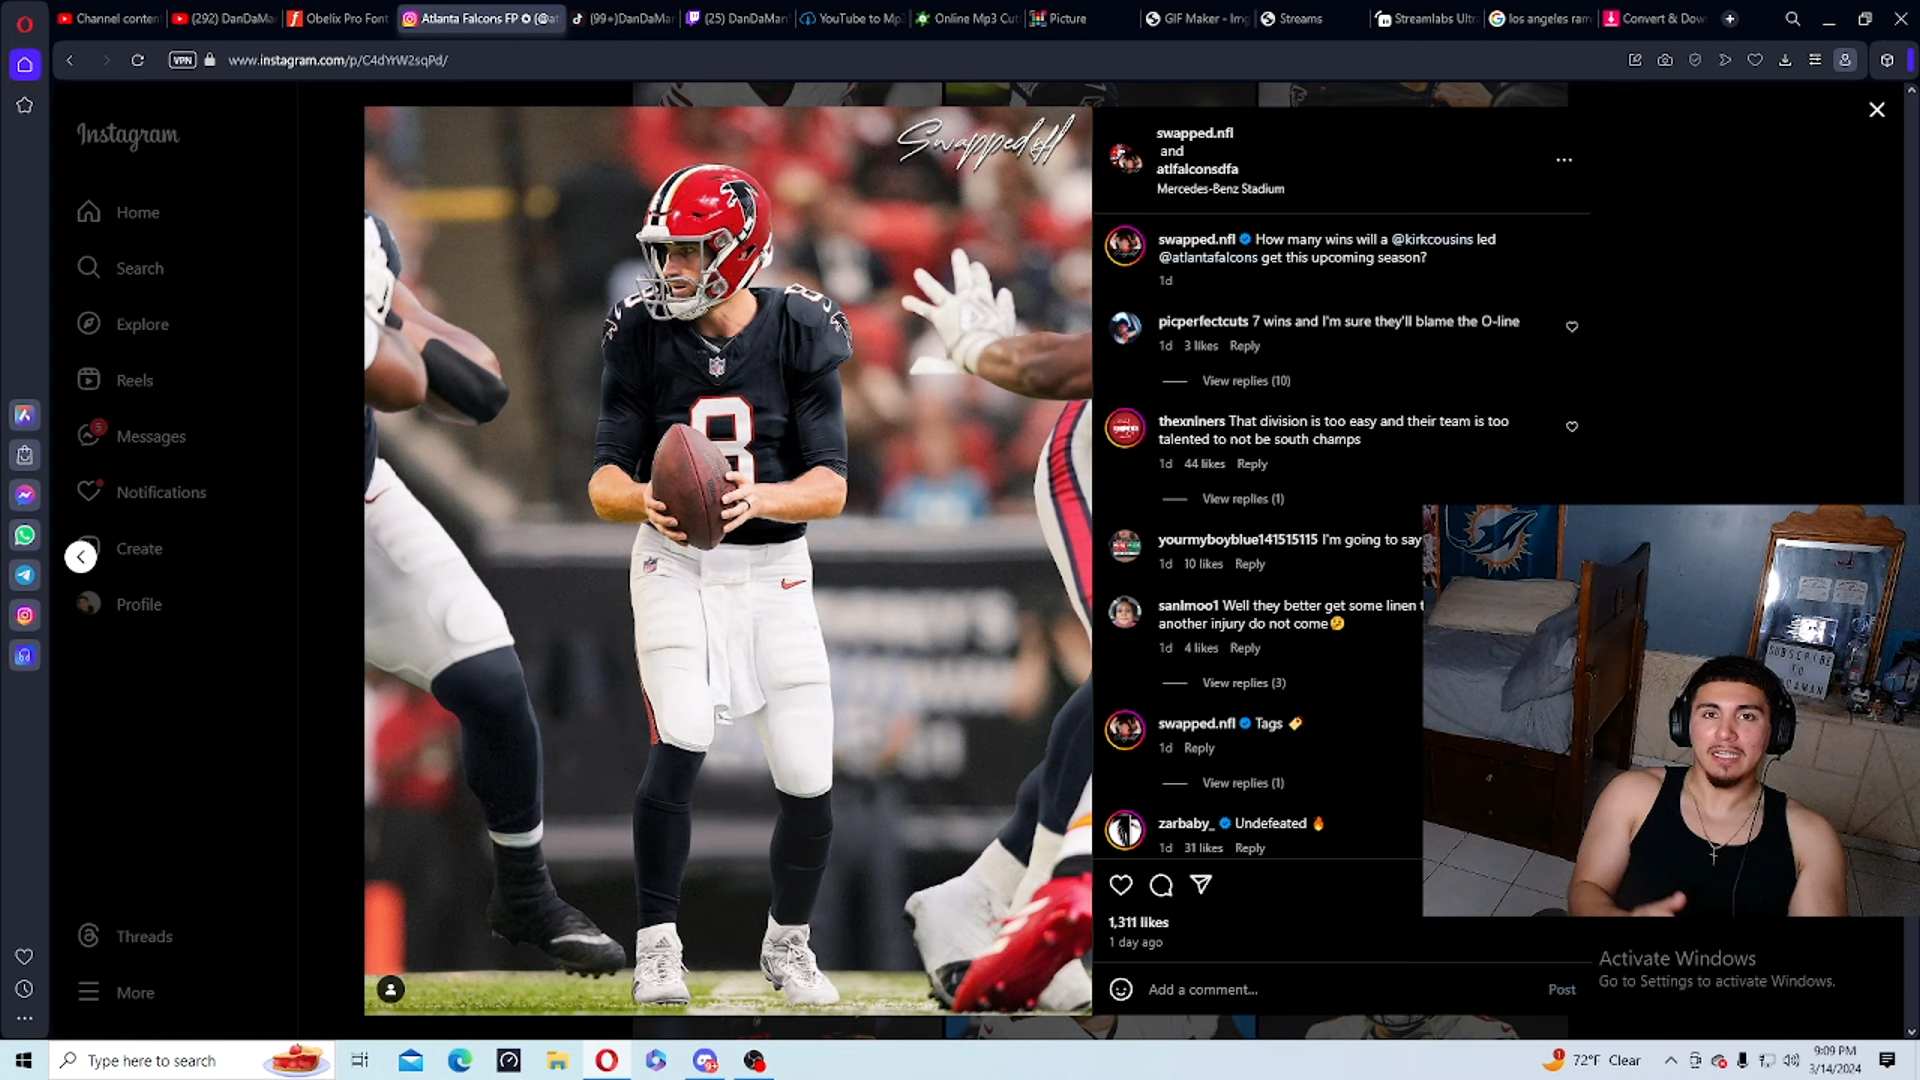 Channel conten
(292) DanDaMa
Obelix Pro Font
Atlanta Falcons FP
(99+)DanDaMa
(25) DanDaMan
YouTube to Mp
Online Mp3 Cut
Picture
GIF Maker - Img
Streams
Streamlabs Ultr
los angeles ram
Convert & Dow
VPN
www.instagram.com/p/C4dYrW2sqPd/
Instagram
Home
Search
Explore
Reels
5
Messages
Notifications
Create
Profile
Threads
More
Swappednfl
8
8
swapped.nfl
and
atlfalconsdfa
Mercedes-Benz Stadium
swapped.nfl How many wins will a @kirkcousins led
@atlantafalcons get this upcoming season?
1d
picperfectcuts 7 wins and I'm sure they'll blame the O-line
1d 3 likes Reply
View replies (10)
thexnlners That division is too easy and their team is too
talented to not be south champs
1d 44 likes Reply
View replies (1)
yourmyboyblue141515115 I'm going to say
1d 10 likes Reply
sanlmoo1 Well they better get some linen t
another injury do not come🤔
1d 4 likes Reply
View replies (3)
swapped.nfl Tags 🏷️
1d Reply
View replies (1)
zarbaby_ Undefeated 🔥
1d 31 likes Reply
1,311 likes
1 day ago
Add a comment...
Post
SUBSCRIBE
TO
DAMAN
Activate Windows
Go to Settings to activate Windows.
Type here to search
72°F Clear
9:09 PM
3/14/2024